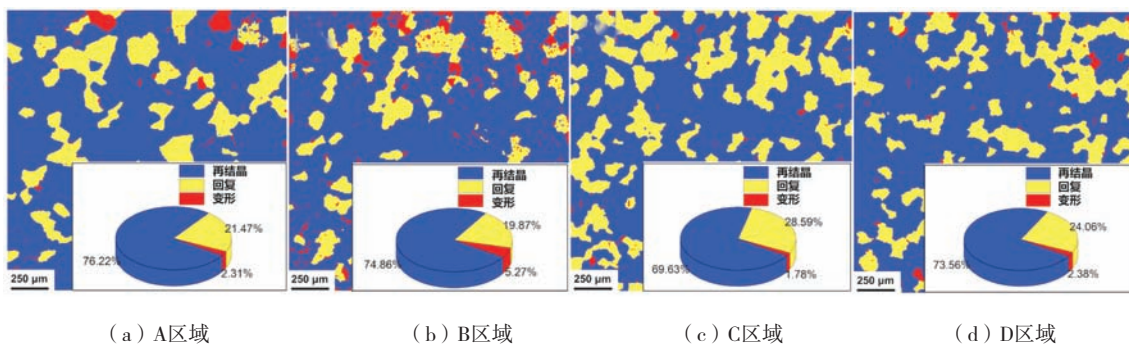 再结晶
回复
变形
21.47%
76.22%
2.31%
250 μm
再结晶
回复
变形
19.87%
74.86%
5.27%
250 μm
再结晶
回复
变形
28.59%
69.63%
1.78%
250 μm
再结晶
回复
变形
24.06%
73.56%
2.38%
250 μm
（a）A区域
（b）B区域
（c）C区域
（d）D区域